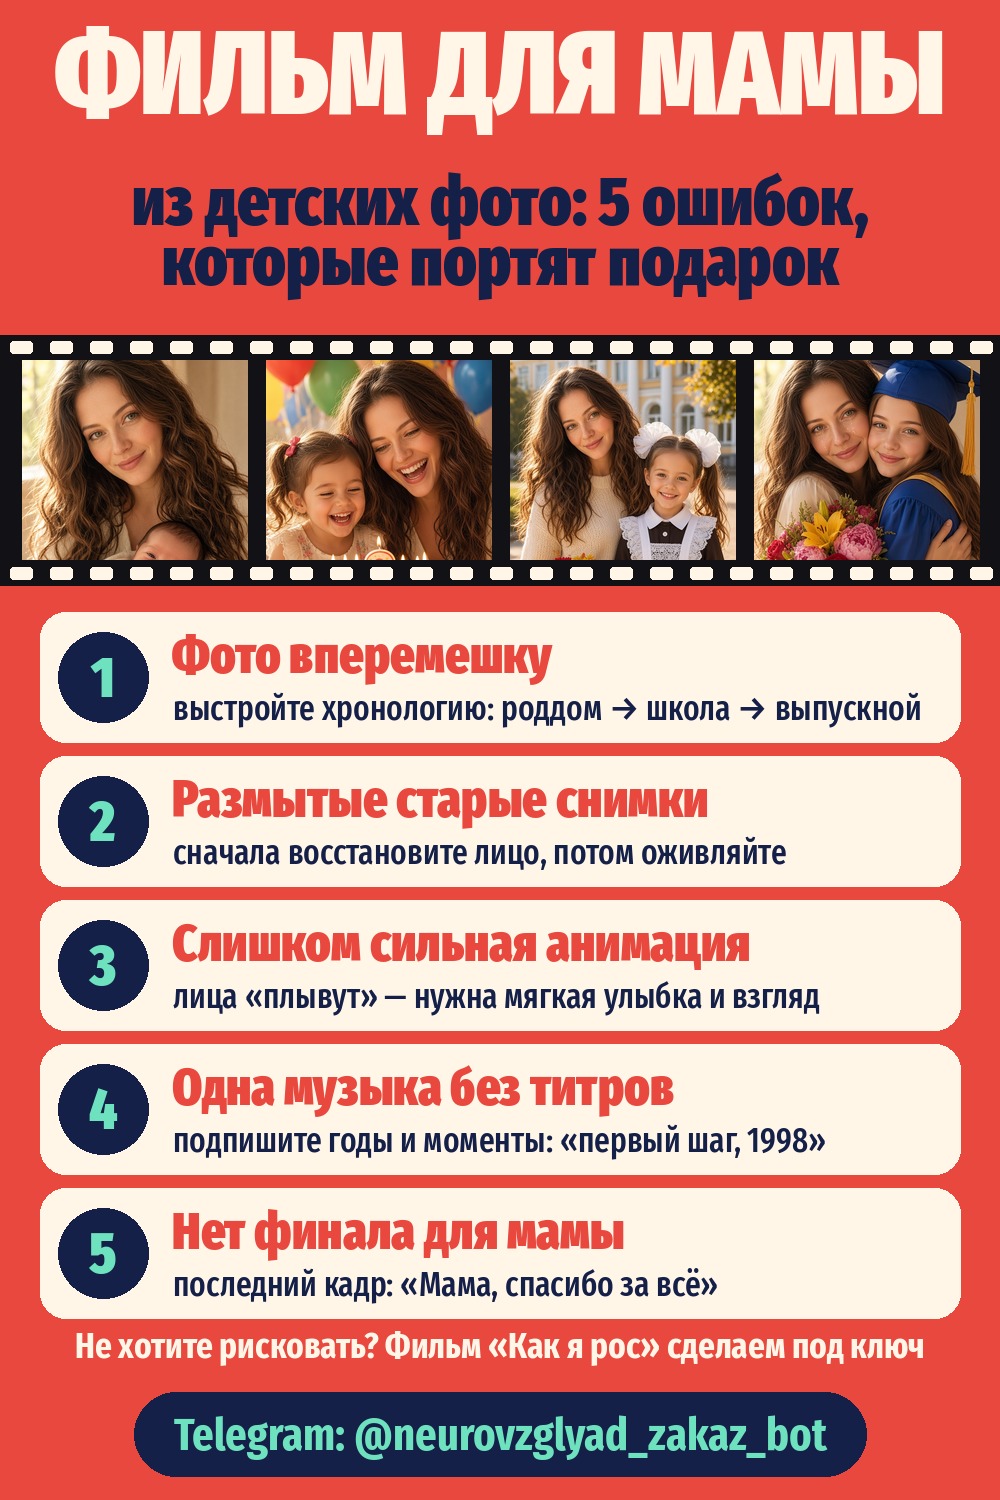 ФИЛЬМ ДЛЯ МАМЫ
из детских фото: 5 ошибок,
которые портят подарок
1
Фото вперемешку
выстройте хронологию: роддом → школа → выпускной
2
Размытые старые снимки
сначала восстановите лицо, потом оживляйте
3
Слишком сильная анимация
лица «плывут» — нужна мягкая улыбка и взгляд
4
Одна музыка без титров
подпишите годы и моменты: «первый шаг, 1998»
5
Нет финала для мамы
последний кадр: «Мама, спасибо за всё»
Не хотите рисковать? Фильм «Как я рос» сделаем под ключ
Telegram: @neurovzglyad_zakaz_bot